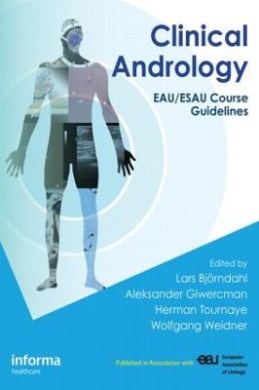 Clinical
Andrology
EAU/ESAU Course
Guidelines
Edited by
Lars Björndahl
Aleksander Giwercman
Herman Tournaye
Wolfgang Weidner
informa
healthcare
Published in Association with
eau
European
Association
of Urology